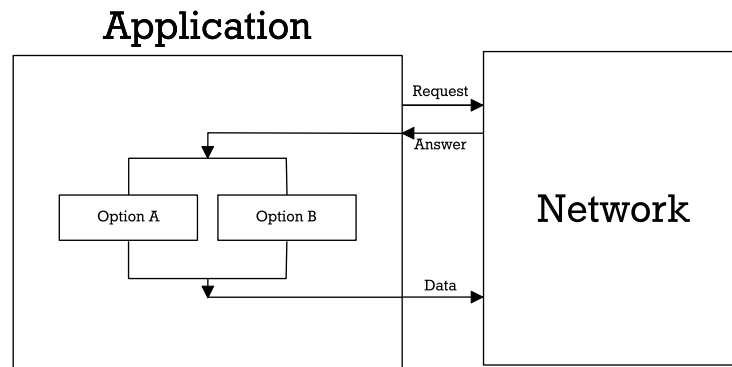 Application
Request
Answer
Option A
Option B
Network
Data